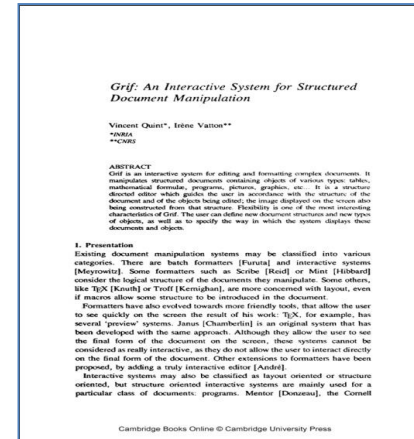 Grif: An Interactive System for Structured
Document Manipulation
Vincent Quint*, Irène Vatton**
*INRIA
**CNRS
ABSTRACT
Grif is an interactive system for editing and formatting complex documents. It
manipulates structured documents containing objects of various types: tables,
mathematical formulae, programs, pictures, graphics, etc... It is a structure
directed editor which guides the user in accordance with the structure of the
document and of the objects being edited; the image displayed on the screen also
being constructed from that structure. Flexibility is one of the most interesting
characteristics of Grif. The user can define new document structures and new types
of objects, as well as to specify the way in which the system displays these
documents and objects.
1. Presentation
Existing document manipulation systems may be classified into various
categories. There are batch formatters [Furuta] and interactive systems
[Meyrowitz]. Some formatters such as Scribe [Reid] or Mint [Hibbard]
consider the logical structure of the documents they manipulate. Some others,
like TEX [Knuth] or Troff [Kernighan], are more concerned with layout, even
if macros allow some structure to be introduced in the document.
Formatters have also evolved towards more friendly tools, that allow the user
to see quickly on the screen the result of his work: TEX, for example, has
several 'preview' systems. Janus [Chamberlin] is an original system that has
been developed with the same approach. Although they allow the user to see
the final form of the document on the screen, these systems cannot be
considered as really interactive, as they do not allow the user to interact directly
on the final form of the document. Other extensions to formatters have been
proposed, by adding a truly interactive editor [André].
Interactive systems may also be classified as layout oriented or structure
oriented, but structure oriented interactive systems are mainly used for a
particular class of documents: programs. Mentor [Donzeau], the Cornell
Cambridge Books Online © Cambridge University Press